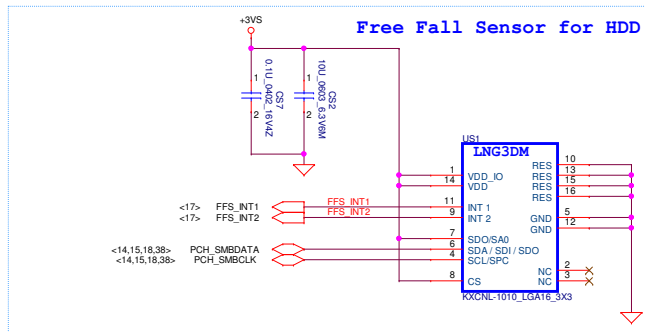 +3VS
Free Fall Sensor for HDD
1
1
0.1U_0402_16V4Z
CS7
10U_0603_6.3V6M
CS2
2
2
US1
LNG3DM
1 VDD_IO RES 10
14 VDD RES 13
RES 15
RES 16
<17> FFS_INT1 FFS_INT1 11 INT 1
<17> FFS_INT2 FFS_INT2 9 INT 2 GND 5
GND 12
7 SDO/SA0
<14,15,18,38> PCH_SMBDATA 6 SDA / SDI / SDO
<14,15,18,38> PCH_SMBCLK 4 SCL/SPC
NC 2
8 CS NC 3
KXCNL-1010_LGA16_3X3